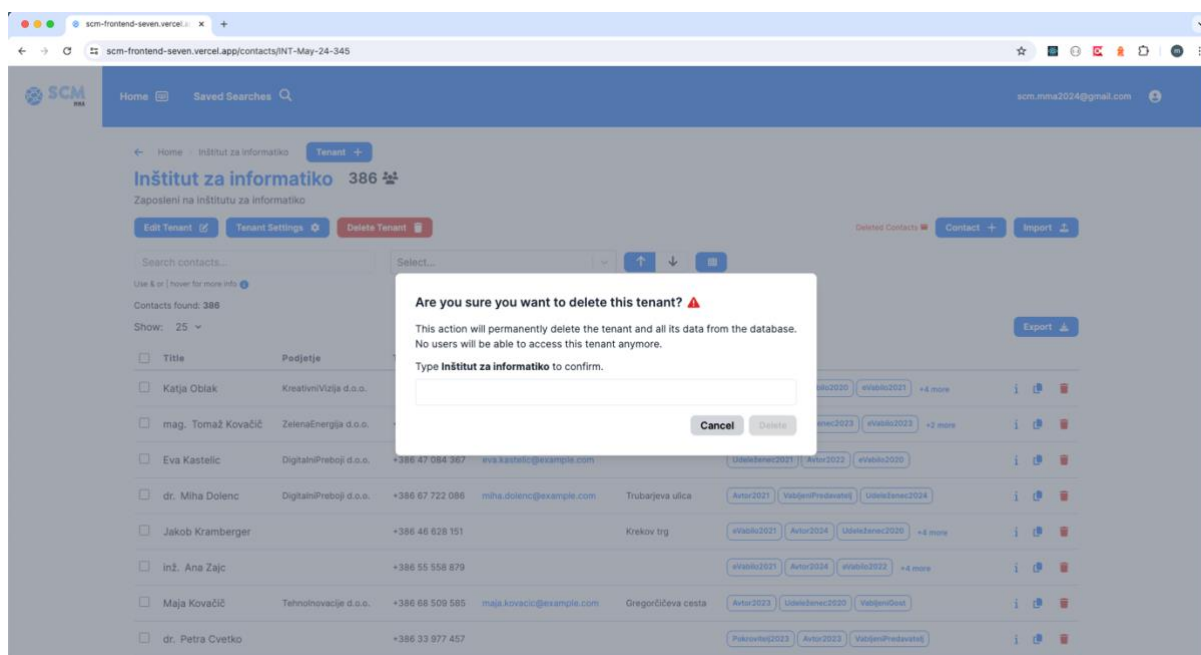 scm-frontend-seven.vercel.a
scm-frontend-seven.vercel.app/contacts/INT-May-24-345
SCM
mma
Home
Saved Searches
scm.mma2024@gmail.com
Home Inštitut za informatiko Tenant +
Inštitut za informatiko 386
Zaposleni na inštitutu za informatiko
Edit Tenant Tenant Settings Delete Tenant
Deleted Contacts Contact + Import
Search contacts... Select...
Use & or | hover for more info
Contacts found: 386
Show: 25
Export
Are you sure you want to delete this tenant?
This action will permanently delete the tenant and all its data from the database.
No users will be able to access this tenant anymore.
Type Inštitut za informatiko to confirm.
Cancel Delete
Title Podjetje
Katja Oblak KreativniVizija d.o.o. eVabilo2021 +4 more
mag. Tomaž Kovačič ZelenaEnergija d.o.o. eVabilo2023 +2 more
Eva Kastelic DigitalniPreboji d.o.o. +386 47 084 367 eva.kastelic@example.com Udeleženec2021 Avtor2022 eVabilo2020
dr. Miha Dolenc DigitalniPreboji d.o.o. +386 67 722 086 miha.dolenc@example.com Trubarjeva ulica Avtor2021 VabljeniPredavatelj Udeleženec2024
Jakob Kramberger +386 46 628 151 Krekov trg eVabilo2021 Avtor2024 Udeleženec2020 +4 more
inž. Ana Zajc +386 55 558 879 eVabilo2021 Avtor2024 eVabilo2022 +4 more
Maja Kovačič Tehnoinovacije d.o.o. +386 68 509 585 maja.kovacic@example.com Gregorčičeva cesta Avtor2023 Udeleženec2020 VabljeniGost
dr. Petra Cvetko +386 33 977 457 Pokrovitelj2023 Avtor2023 VabljeniPredavatelj